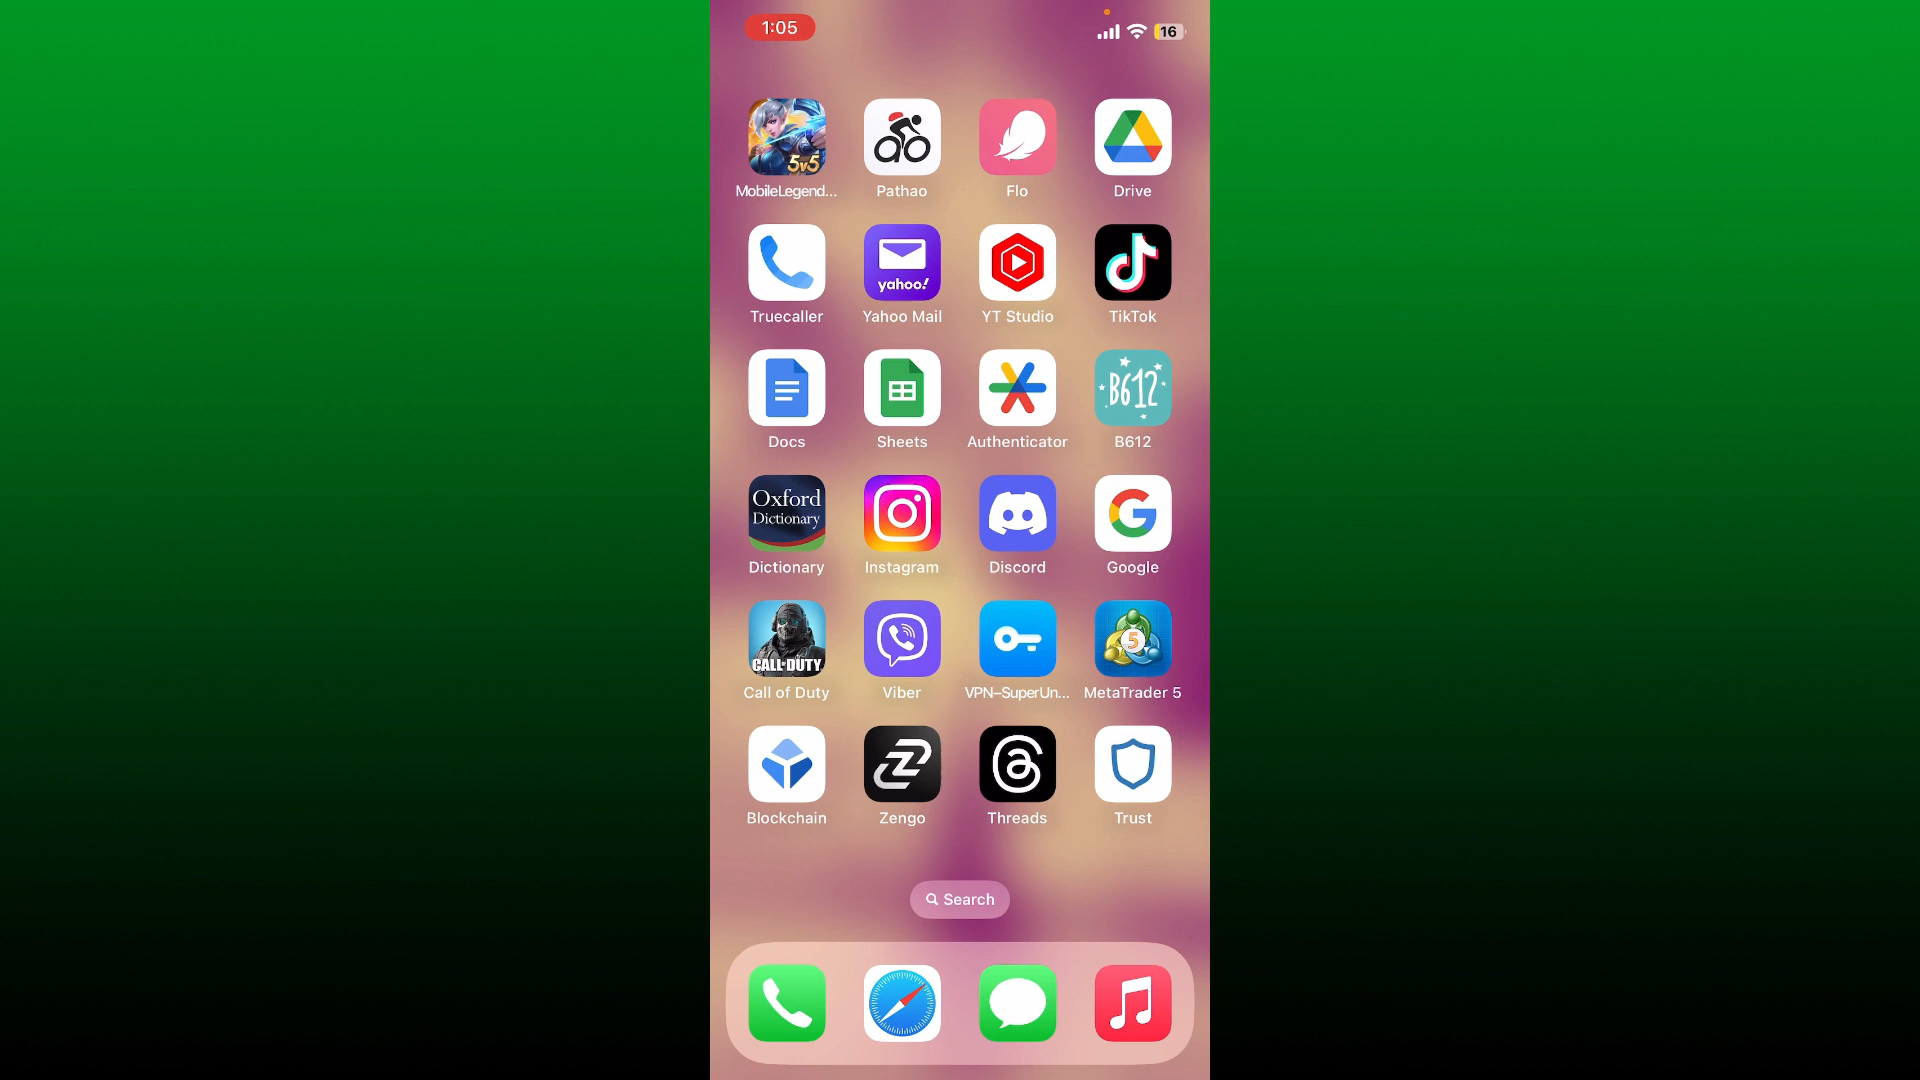 1:05
16
5v5
MobileLegend...
Pathao
Flo
Drive
yahoo!
Truecaller
Yahoo Mail
YT Studio
TikTok
B612
Docs
Sheets
Authenticator
B612
Oxford
Dictionary
Dictionary
Instagram
Discord
Google
CALL OF DUTY
5
Call of Duty
Viber
VPN–SuperUn...
MetaTrader 5
Blockchain
Zengo
Threads
Trust
Search